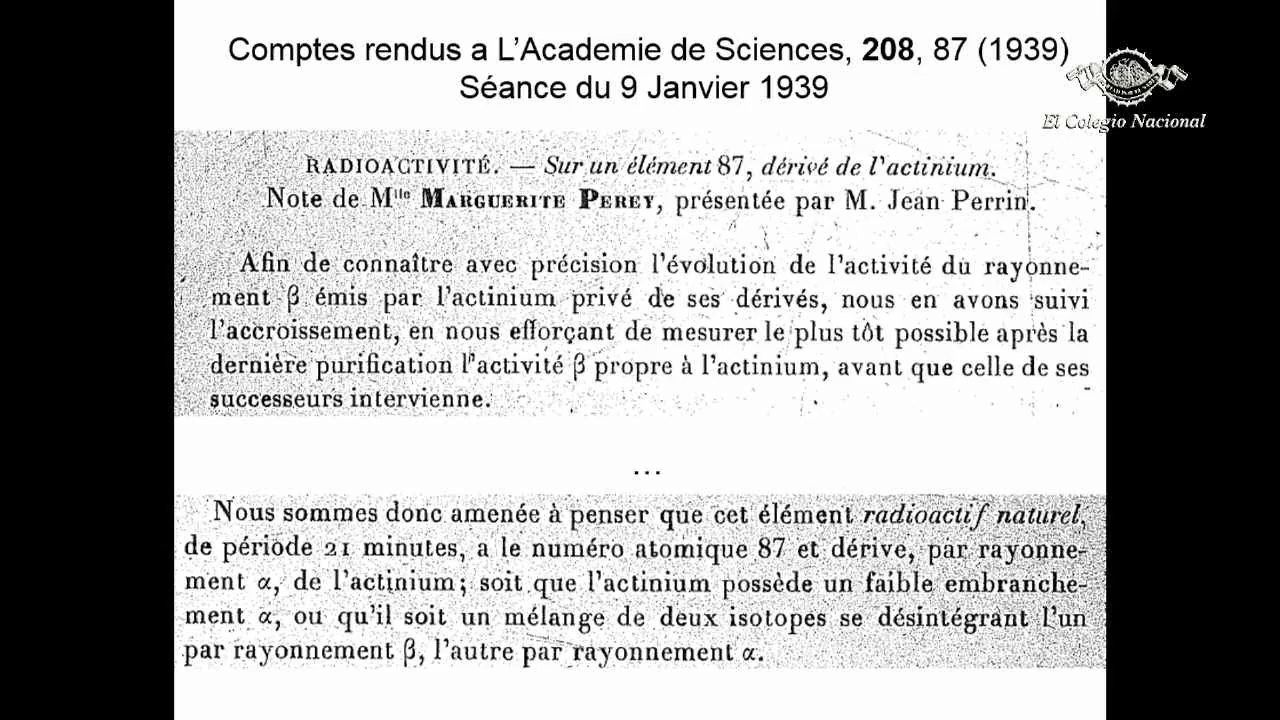 Comptes rendus a L’Academie de Sciences, 208, 87 (1939)
Séance du 9 Janvier 1939
El Colegio Nacional
RADIOACTIVITÉ. — Sur un élément 87, dérivé de l'actinium.
Note de Mlle MARGUERITE PEREY, présentée par M. Jean Perrin.
Afin de connaître avec précision l'évolution de l'activité du rayonne-
ment β émis par l'actinium privé de ses dérivés, nous en avons suivi
l'accroissement, en nous efforçant de mesurer le plus tôt possible après la
dernière purification l'activité β propre à l'actinium, avant que celle de ses
successeurs intervienne.
...
Nous sommes donc amenée à penser que cet élément radioactif naturel,
de période 21 minutes, a le numéro atomique 87 et dérive, par rayonne-
ment α, de l'actinium; soit que l'actinium possède un faible embranche-
ment α, ou qu'il soit un mélange de deux isotopes se désintégrant l'un
par rayonnement β, l'autre par rayonnement α.